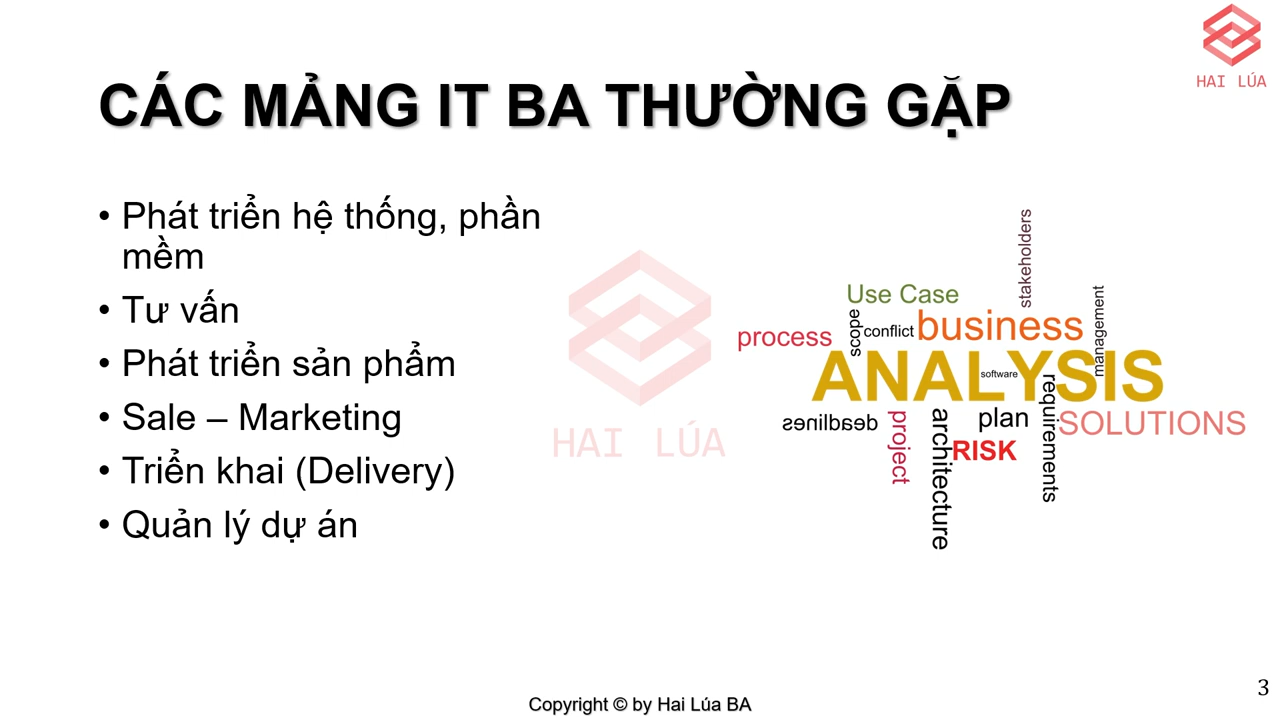 HAI LÚA
CÁC MẢNG IT BA THƯỜNG GẶP
• Phát triển hệ thống, phần
mềm
• Tư vấn
• Phát triển sản phẩm
• Sale – Marketing
• Triển khai (Delivery)
• Quản lý dự án
HAI LÚA
stakeholders
Use Case
management
scope
conflict
business
process
ANALYSIS
software
requirements
deadlines
project
architecture
plan
SOLUTIONS
RISK
Copyright © by Hai Lúa BA
3